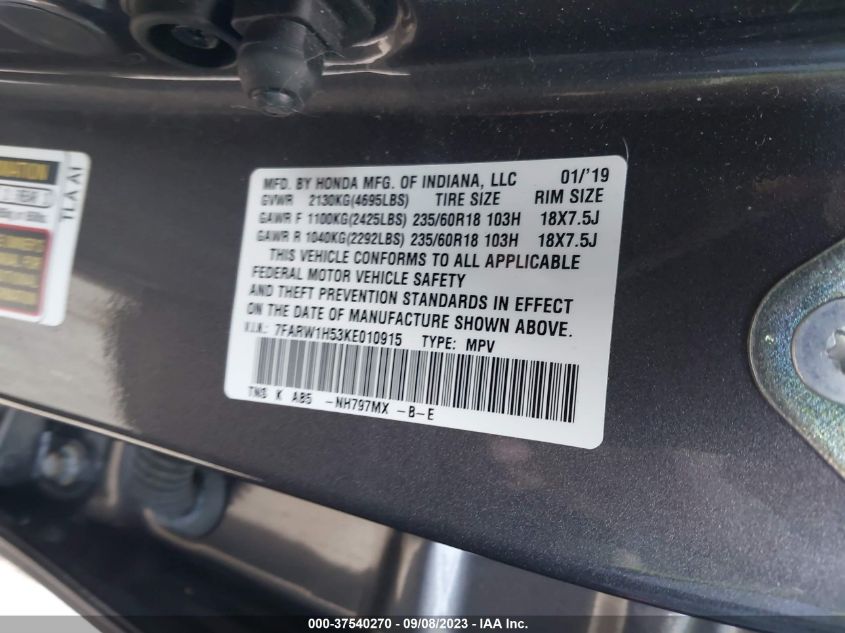 MFD. BY HONDA MFG. OF INDIANA, LLC 01/'19
GVWR 2130KG(4695LBS) TIRE SIZE RIM SIZE
GAWR F 1100KG(2425LBS) 235/60R18 103H 18X7.5J
GAWR R 1040KG(2292LBS) 235/60R18 103H 18X7.5J
THIS VEHICLE CONFORMS TO ALL APPLICABLE
FEDERAL MOTOR VEHICLE SAFETY
AND THEFT PREVENTION STANDARDS IN EFFECT
ON THE DATE OF MANUFACTURE SHOWN ABOVE.
V.I.N.: 7FARW1H53KE010915 TYPE: MPV
TNG K A85 -NH797MX -B-E
TLA A1
000-37540270 - 09/08/2023 - IAA Inc.